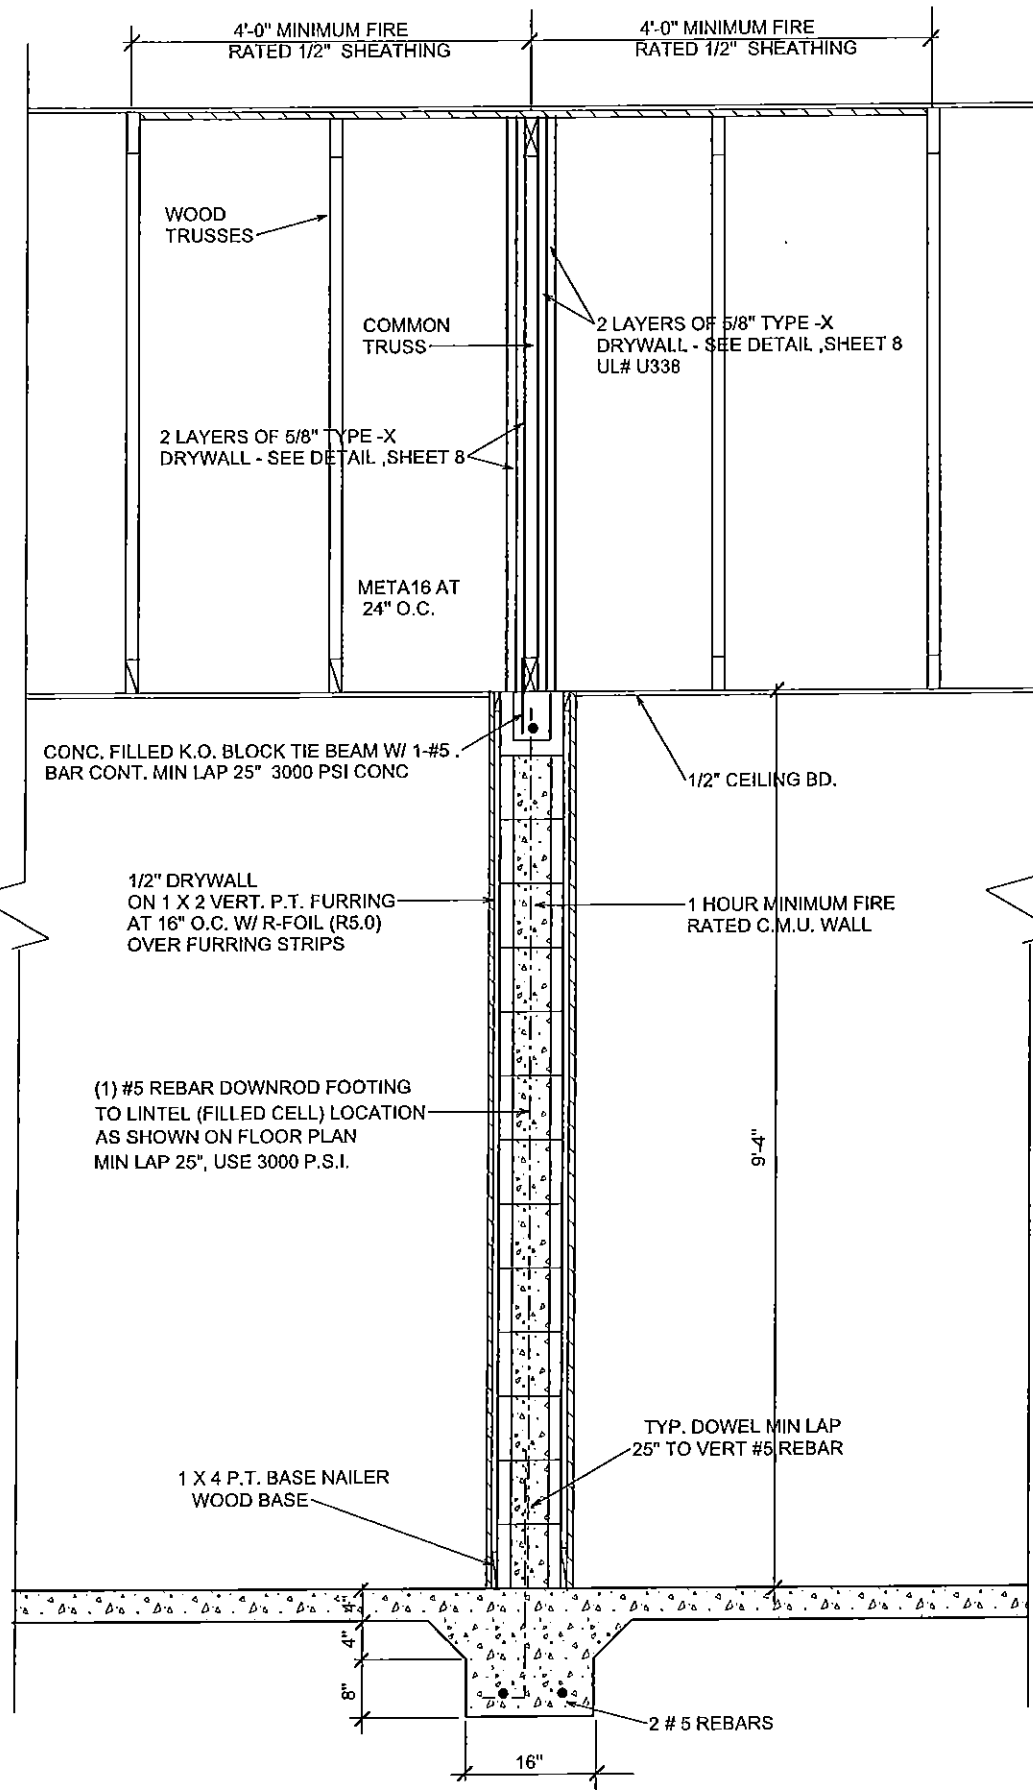 4'-0" MINIMUM FIRE
RATED 1/2" SHEATHING
4'-0" MINIMUM FIRE
RATED 1/2" SHEATHING
WOOD
TRUSSES
COMMON
TRUSS
2 LAYERS OF 5/8" TYPE -X
DRYWALL - SEE DETAIL ,SHEET 8
UL# U338
2 LAYERS OF 5/8" TYPE -X
DRYWALL - SEE DETAIL ,SHEET 8
META16 AT
24" O.C.
CONC. FILLED K.O. BLOCK TIE BEAM W/ 1-#5 .
BAR CONT. MIN LAP 25" 3000 PSI CONC
1/2" CEILING BD.
1/2" DRYWALL
ON 1 X 2 VERT. P.T. FURRING
AT 16" O.C. W/ R-FOIL (R5.0)
OVER FURRING STRIPS
1 HOUR MINIMUM FIRE
RATED C.M.U. WALL
(1) #5 REBAR DOWNROD FOOTING
TO LINTEL (FILLED CELL) LOCATION
AS SHOWN ON FLOOR PLAN
MIN LAP 25", USE 3000 P.S.I.
9'-4"
TYP. DOWEL MIN LAP
25" TO VERT #5 REBAR
1 X 4 P.T. BASE NAILER
WOOD BASE
4"
4"
8"
2 # 5 REBARS
16"